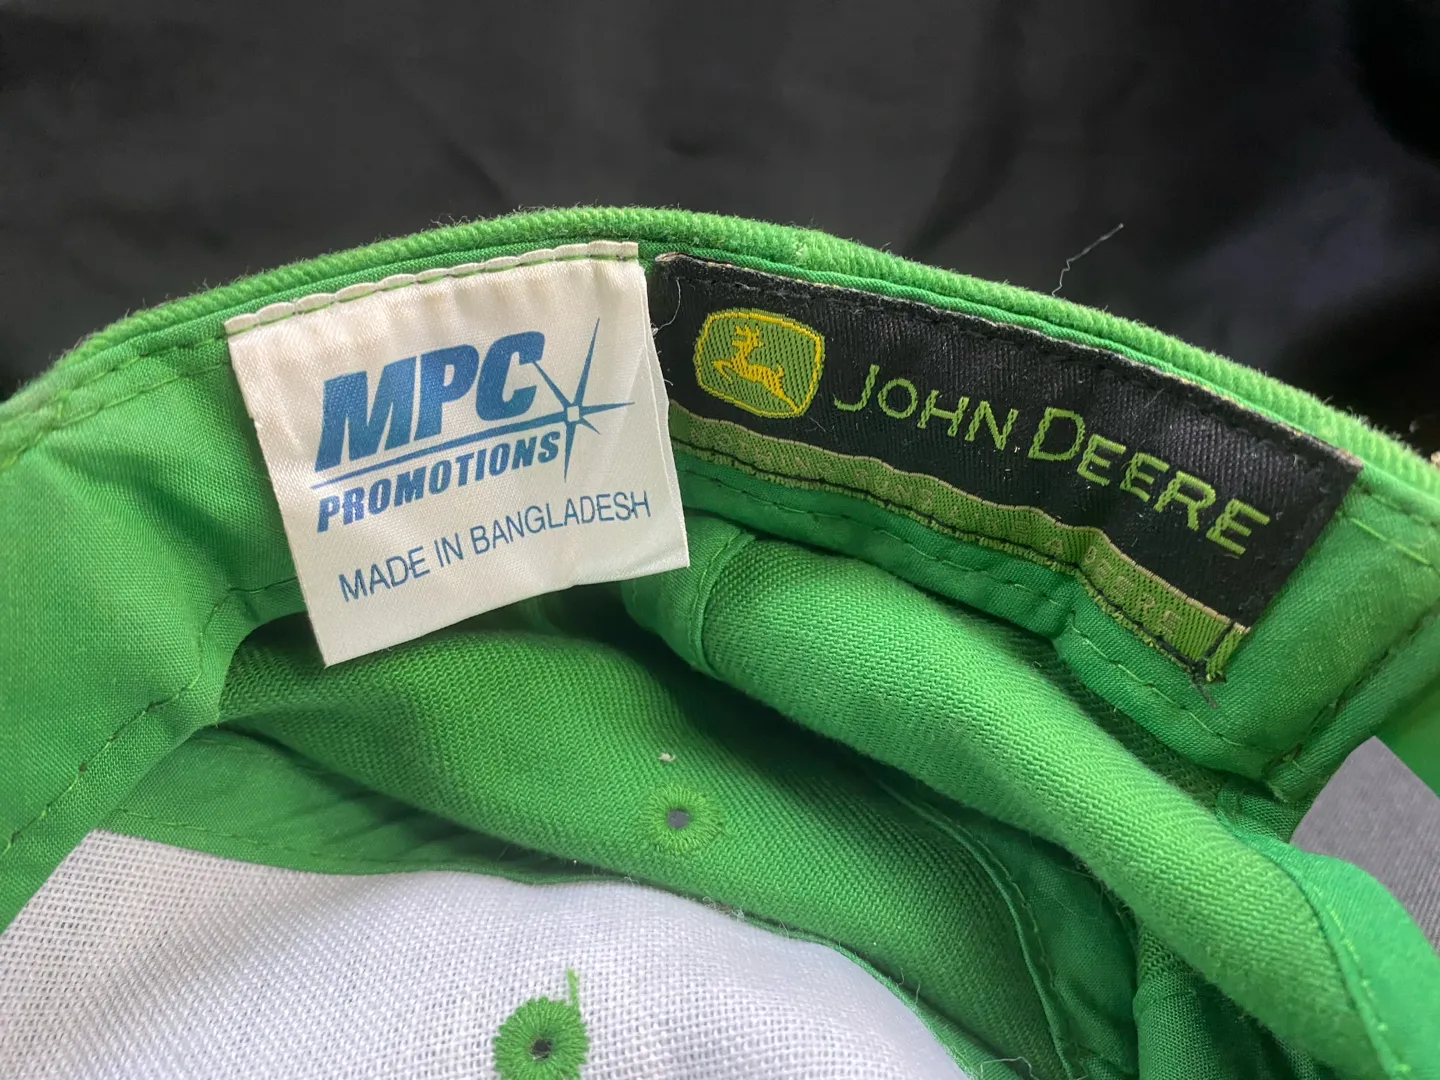 MPC
PROMOTIONS
MADE IN BANGLADESH
JOHN DEERE